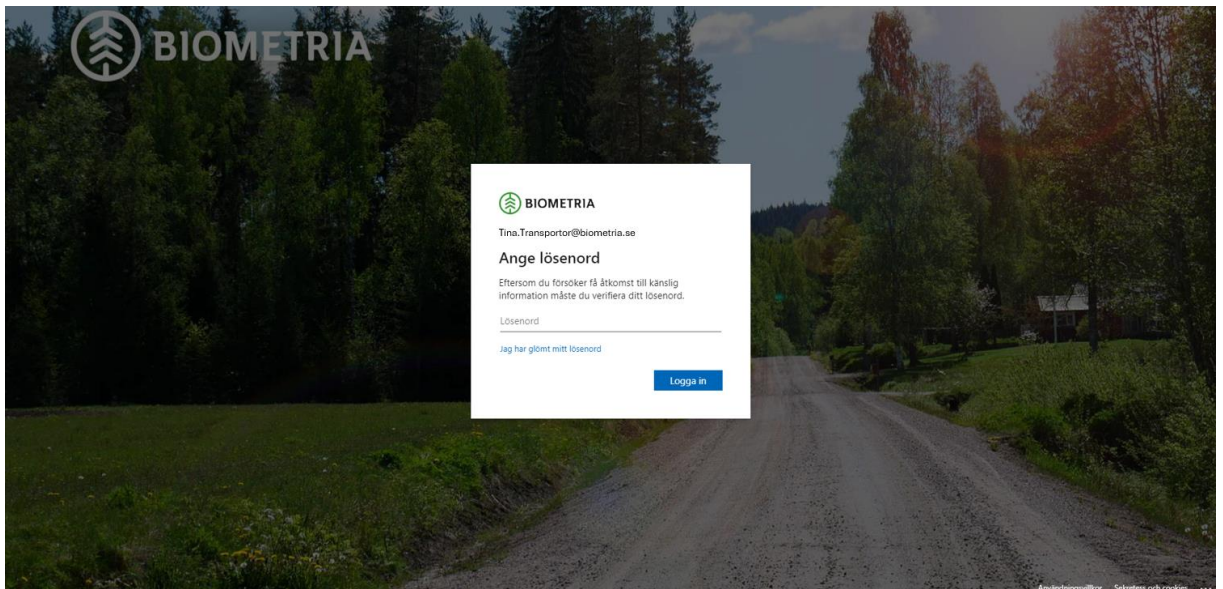 BIOMETRIA
BIOMETRIA
Tina.Transportor@biometria.se
Ange lösenord
Eftersom du försöker få åtkomst till känslig
information måste du verifiera ditt lösenord.
Lösenord
Jag har glömt mitt lösenord
Logga in
Användningsvillkor Sekretess och cookies ...